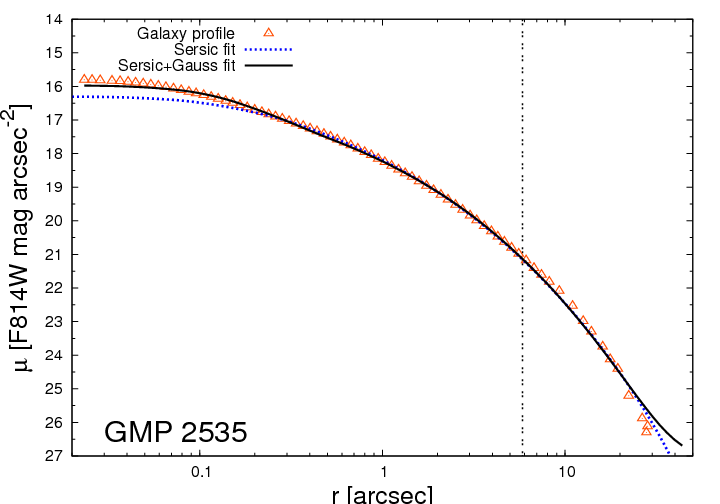 14
15
16
17
18
19
20
21
22
23
24
25
26
27
μ [F814W mag arcsec-2]
Galaxy profile
Sersic fit
Sersic+Gauss fit
GMP 2535
0.1 1 10
r [arcsec]